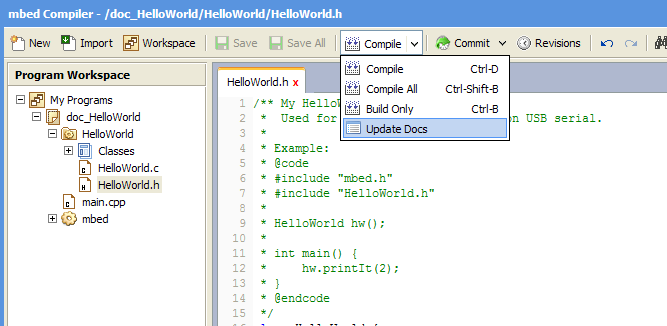 mbed Compiler - /doc_HelloWorld/HelloWorld/HelloWorld.h
New Import Workspace Save Save All Compile Commit Revisions
Program Workspace
My Programs
doc_HelloWorld
HelloWorld
Classes
HelloWorld.c
HelloWorld.h
main.cpp
mbed
Compile Ctrl-D
Compile All Ctrl-Shift-B
Build Only Ctrl-B
Update Docs
HelloWorld.h x
1 /** My HelloW
2 * Used for on USB serial.
3 *
4 * Example:
5 * @code
6 * #include "mbed.h"
7 * #include "HelloWorld.h"
8 *
9 * HelloWorld hw();
10 *
11 * int main() {
12 * hw.printIt(2);
13 * }
14 * @endcode
15 */